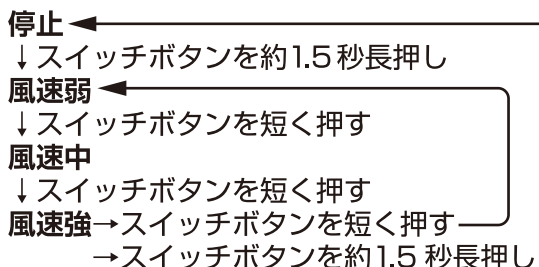 停止
↓スイッチボタンを約1.5秒長押し
風速弱
↓スイッチボタンを短く押す
風速中
↓スイッチボタンを短く押す
風速強→スイッチボタンを短く押す
→スイッチボタンを約1.5 秒長押し